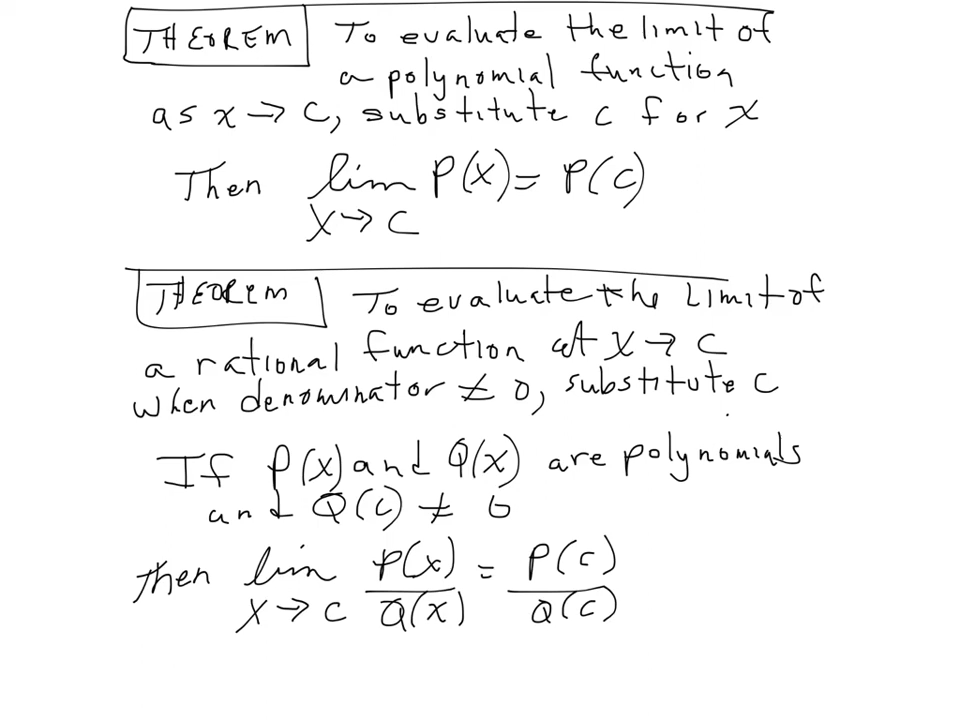 THEOREM To evaluate the limit of
a polynomial function
as x → c, substitute c for x
Then lim P(x) = P(c)
x → c
THEOREM To evaluate the Limit of
a rational function at x → c
when denominator ≠ 0, substitute c
If P(x) and Q(x) are polynomials
and Q(c) ≠ 0
then lim P(x) = P(c)
x → c Q(x) Q(c)